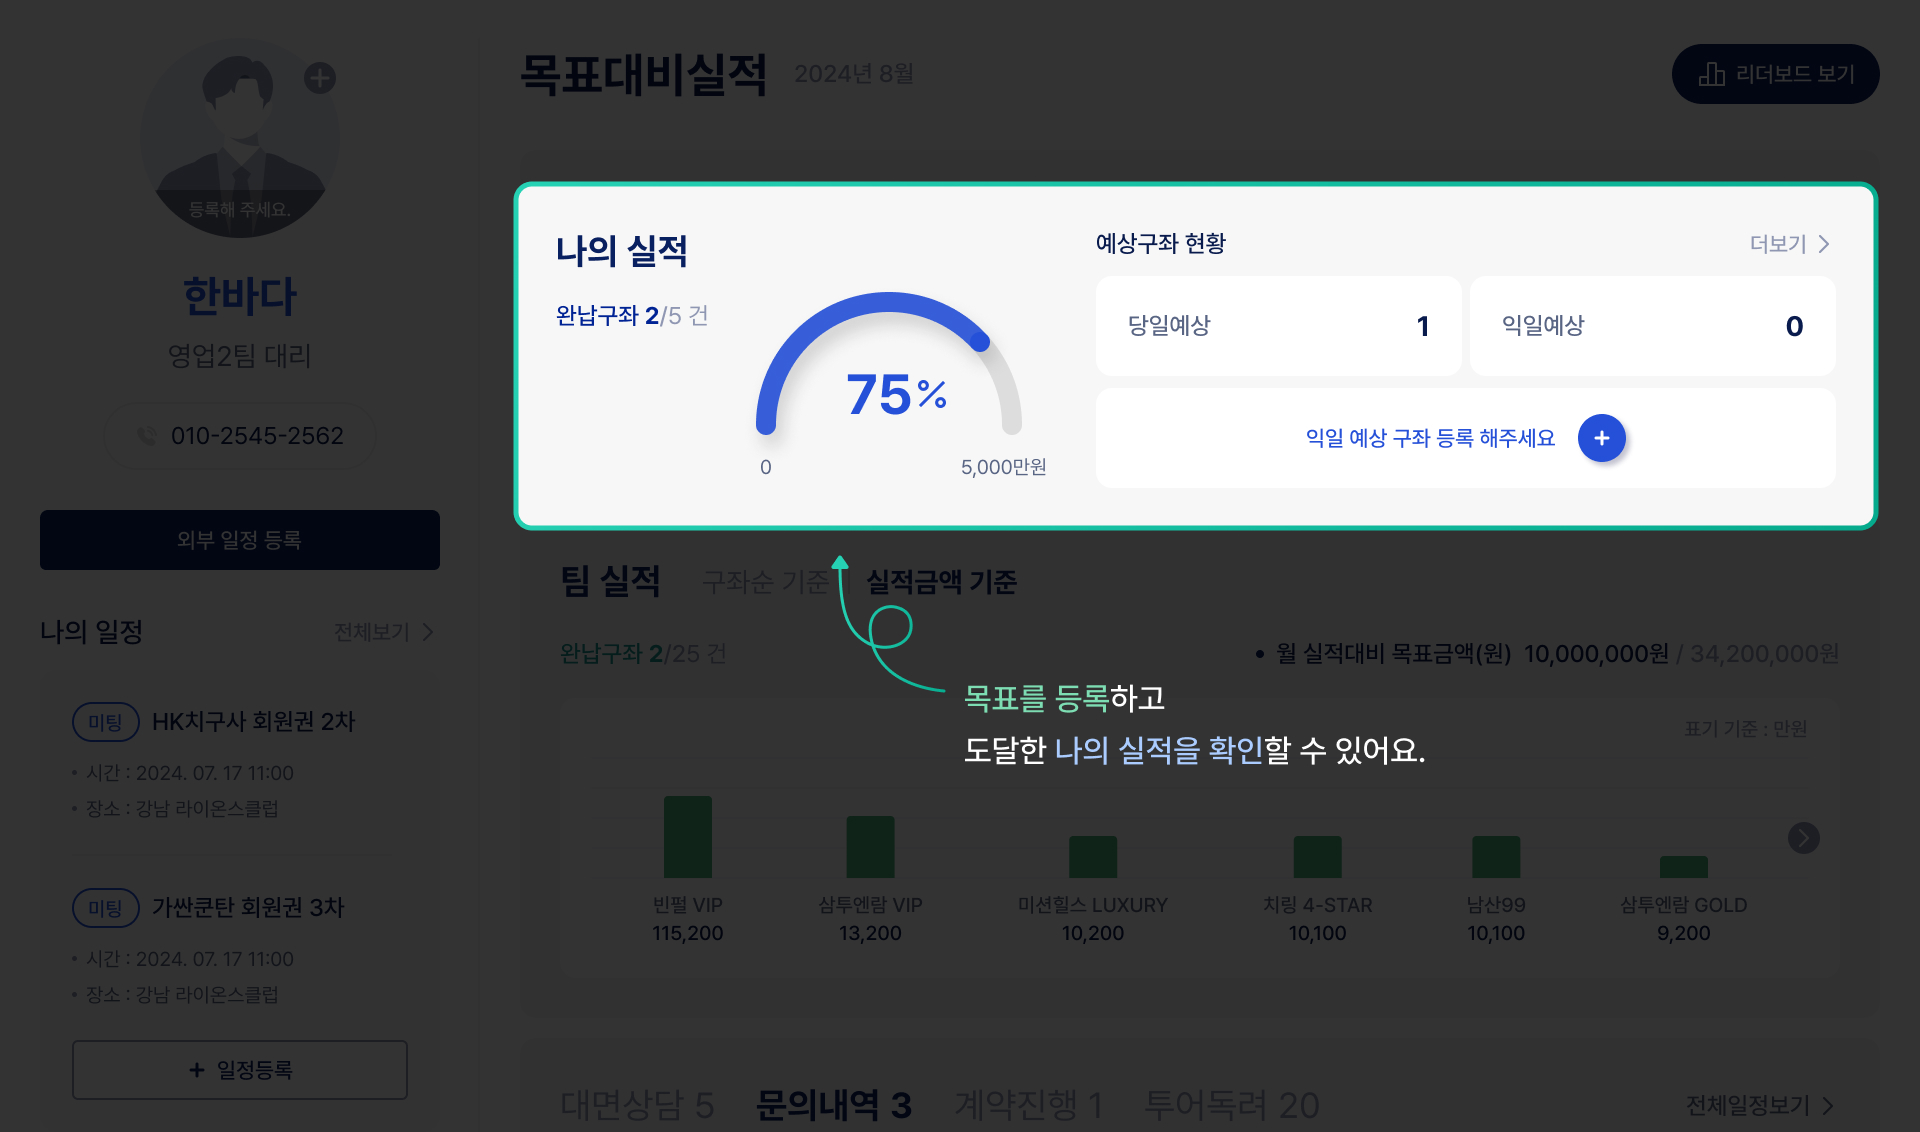 등록해 주세요.
한바다
영업2팀 대리
010-2545-2562
외부 일정 등록
나의 일정 전체보기
미팅 HK치구사 회원권 2차
• 시간 : 2024. 07. 17 11:00
• 장소 : 강남 라이온스클럽
미팅 가싼쿤탄 회원권 3차
• 시간 : 2024. 07. 17 11:00
• 장소 : 강남 라이온스클럽
+ 일정등록
목표대비실적 2024년 8월
리더보드 보기
나의 실적
완납구좌 2/5 건
75%
0 5,000만원
예상구좌 현황 더보기
당일예상 1
익일예상 0
익일 예상 구좌 등록 해주세요 +
팀 실적 구좌순 기준 실적금액 기준
완납구좌 2/25 건
• 월 실적대비 목표금액(원) 10,000,000원 / 34,200,000원
목표를 등록하고
도달한 나의 실적을 확인할 수 있어요.
표기 기준 : 만원
빈펄 VIP 삼투엔람 VIP 미션힐스 LUXURY 치링 4-STAR 남산99 삼투엔람 GOLD
115,200 13,200 10,200 10,100 10,100 9,200
대면상담 5 문의내역 3 계약진행 1 투어독려 20
전체일정보기